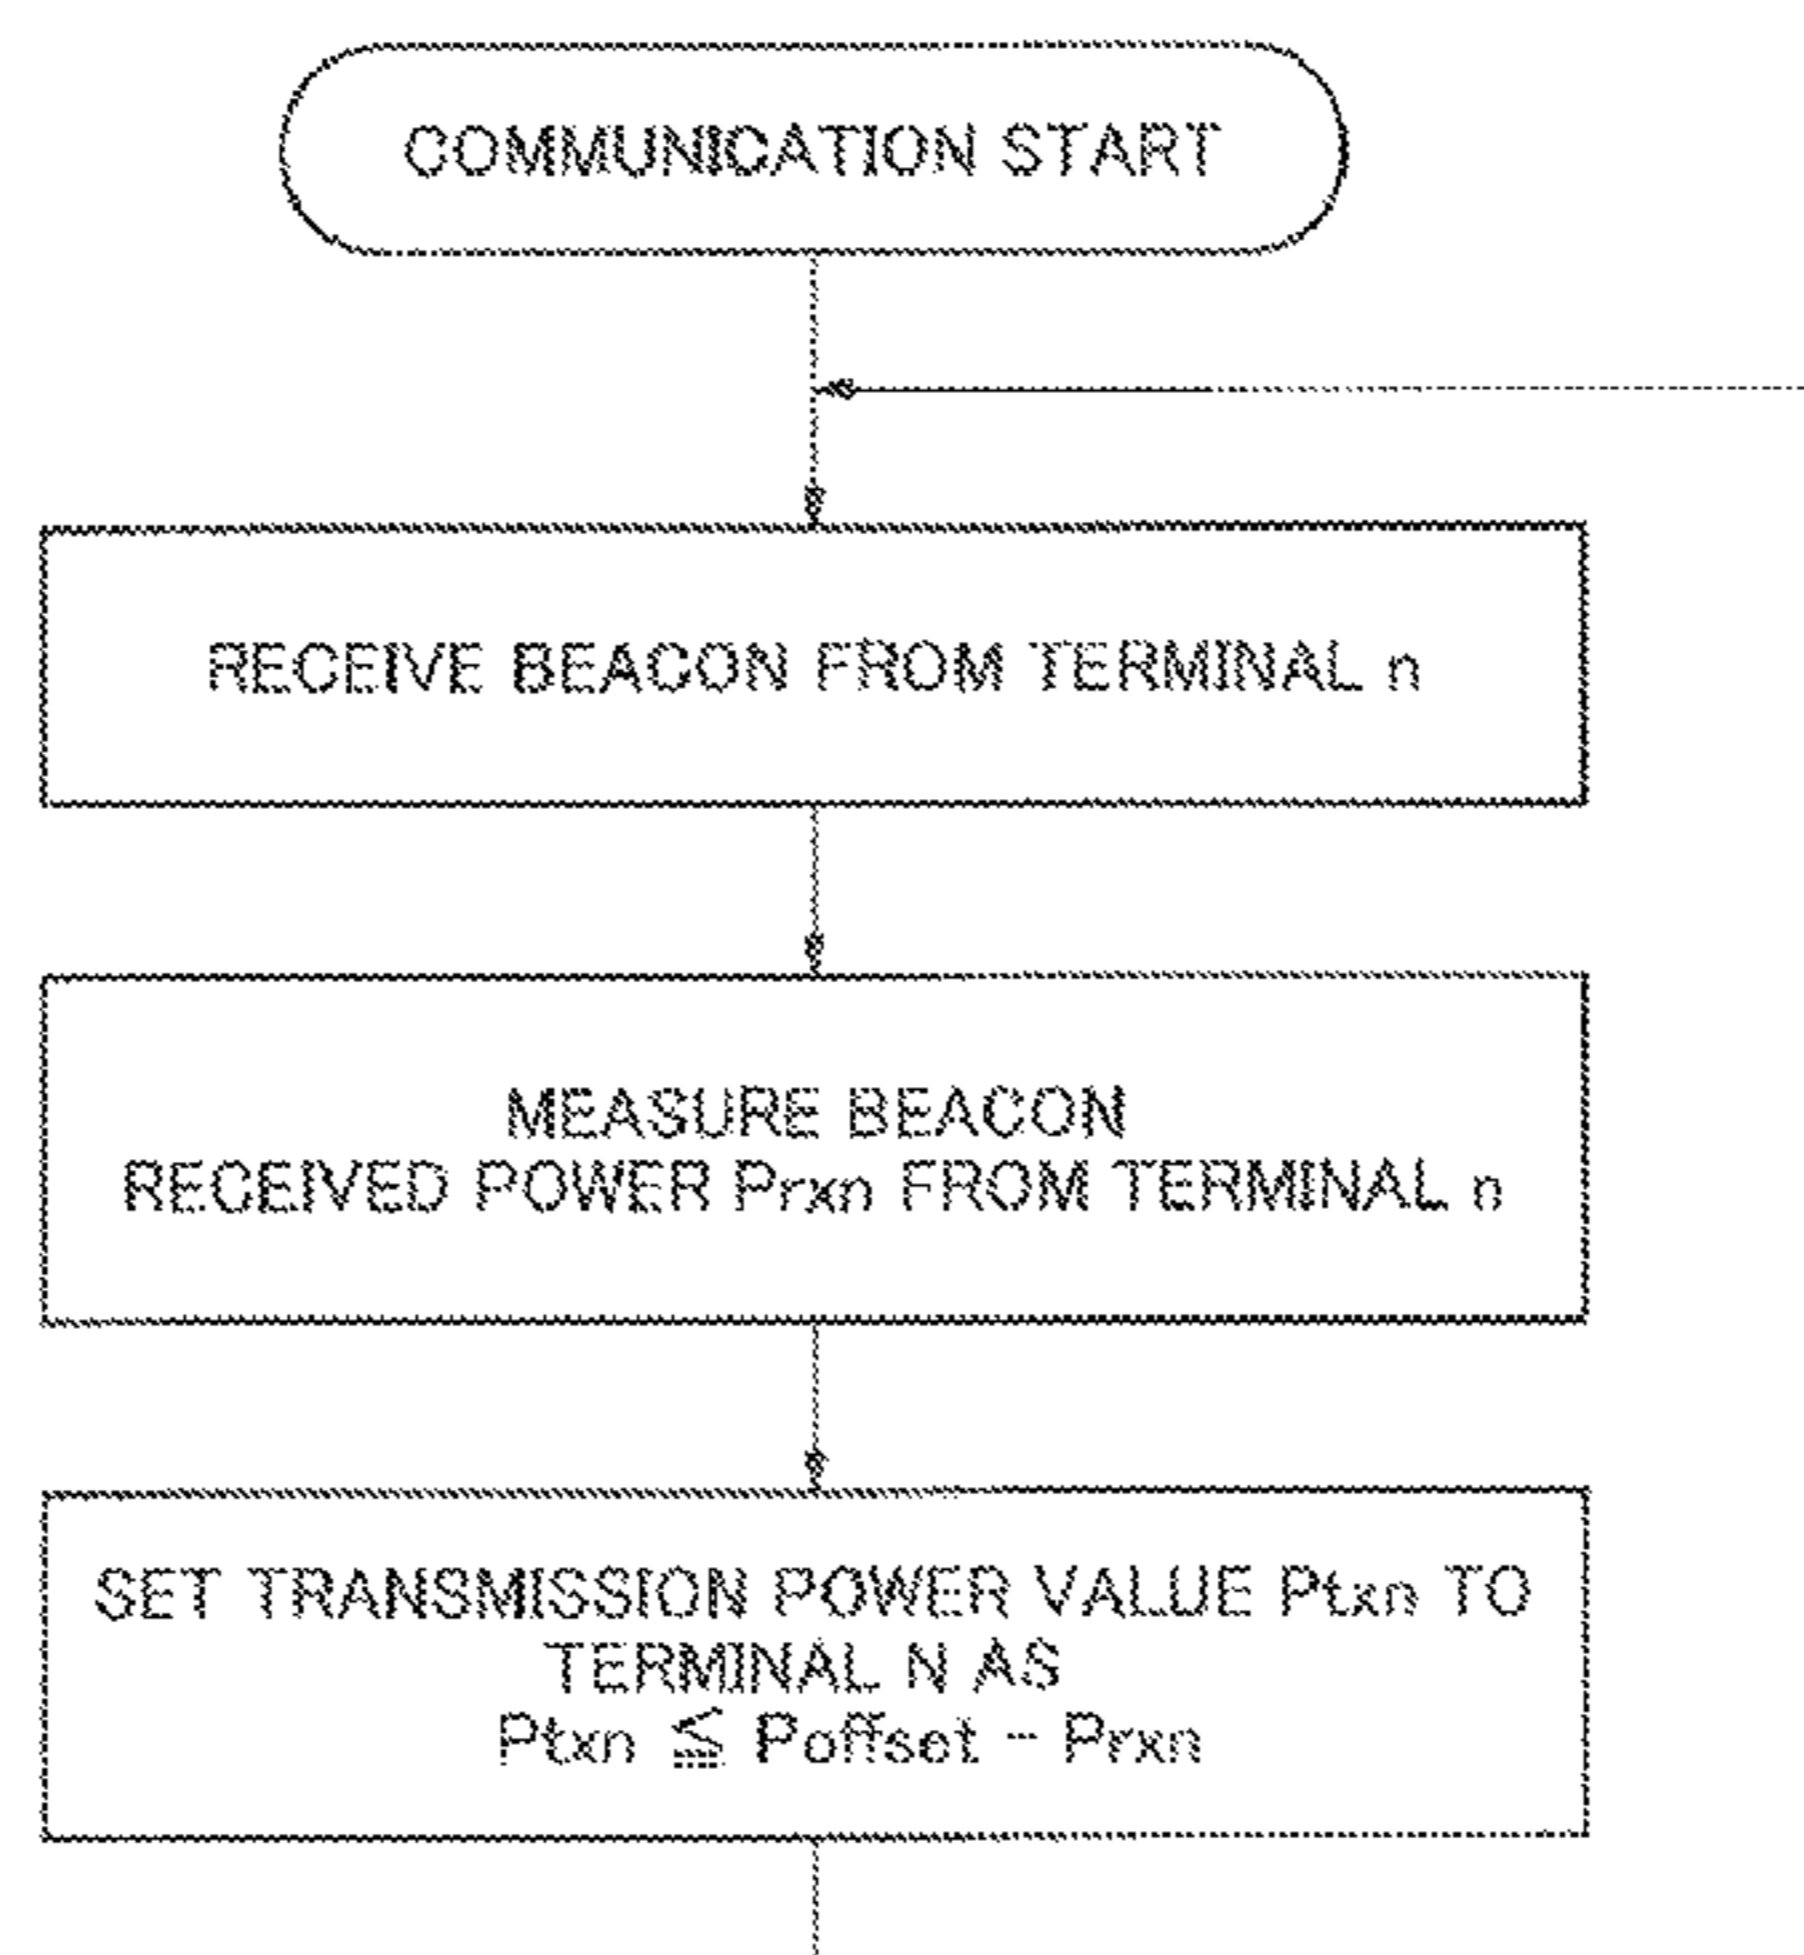 COMMUNICATION START
RECEIVE BEACON FROM TERMINAL n
MEASURE BEACON
RECEIVED POWER Prxn FROM TERMINAL n
SET TRANSMISSION POWER VALUE Ptxn TO
TERMINAL N AS
Ptxn ≦ Poffset - Prxn